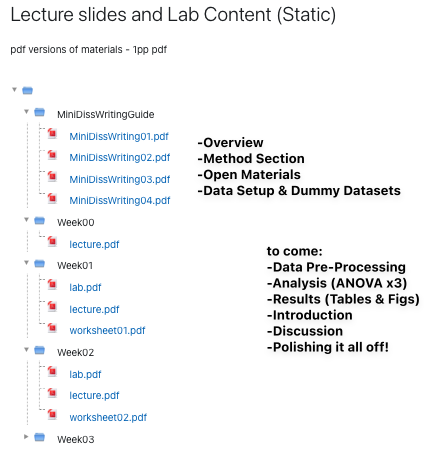 Lecture slides and Lab Content (Static)
pdf versions of materials - 1pp pdf
MiniDissWritingGuide
MiniDissWriting01.pdf
MiniDissWriting02.pdf
MiniDissWriting03.pdf
MiniDissWriting04.pdf
-Overview
-Method Section
-Open Materials
-Data Setup & Dummy Datasets
Week00
lecture.pdf
Week01
lab.pdf
lecture.pdf
worksheet01.pdf
to come:
-Data Pre-Processing
-Analysis (ANOVA x3)
-Results (Tables & Figs)
-Introduction
-Discussion
-Polishing it all off!
Week02
lab.pdf
lecture.pdf
worksheet02.pdf
Week03